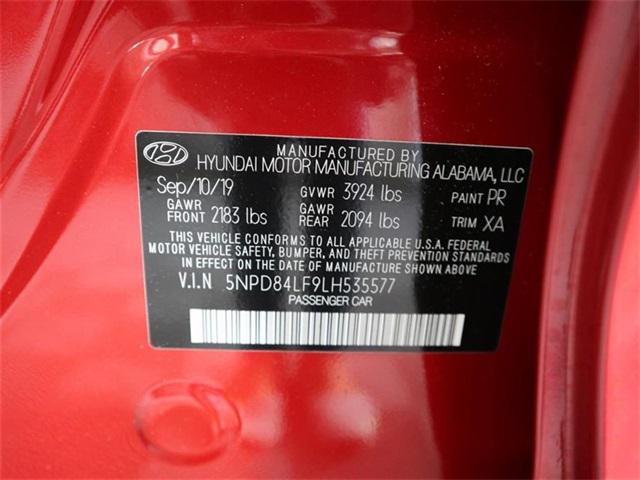 MANUFACTURED BY
HYUNDAI MOTOR MANUFACTURING ALABAMA, LLC
Sep/10/19 GVWR 3924 lbs PAINT PR
GAWR FRONT 2183 lbs GAWR REAR 2094 lbs TRIM XA
THIS VEHICLE CONFORMS TO ALL APPLICABLE U.S.A. FEDERAL
MOTOR VEHICLE SAFETY, BUMPER, AND THEFT PREVENTION STANDARDS
IN EFFECT ON THE DATE OF MANUFACTURE SHOWN ABOVE.
V.I.N 5NPD84LF9LH535577
PASSENGER CAR